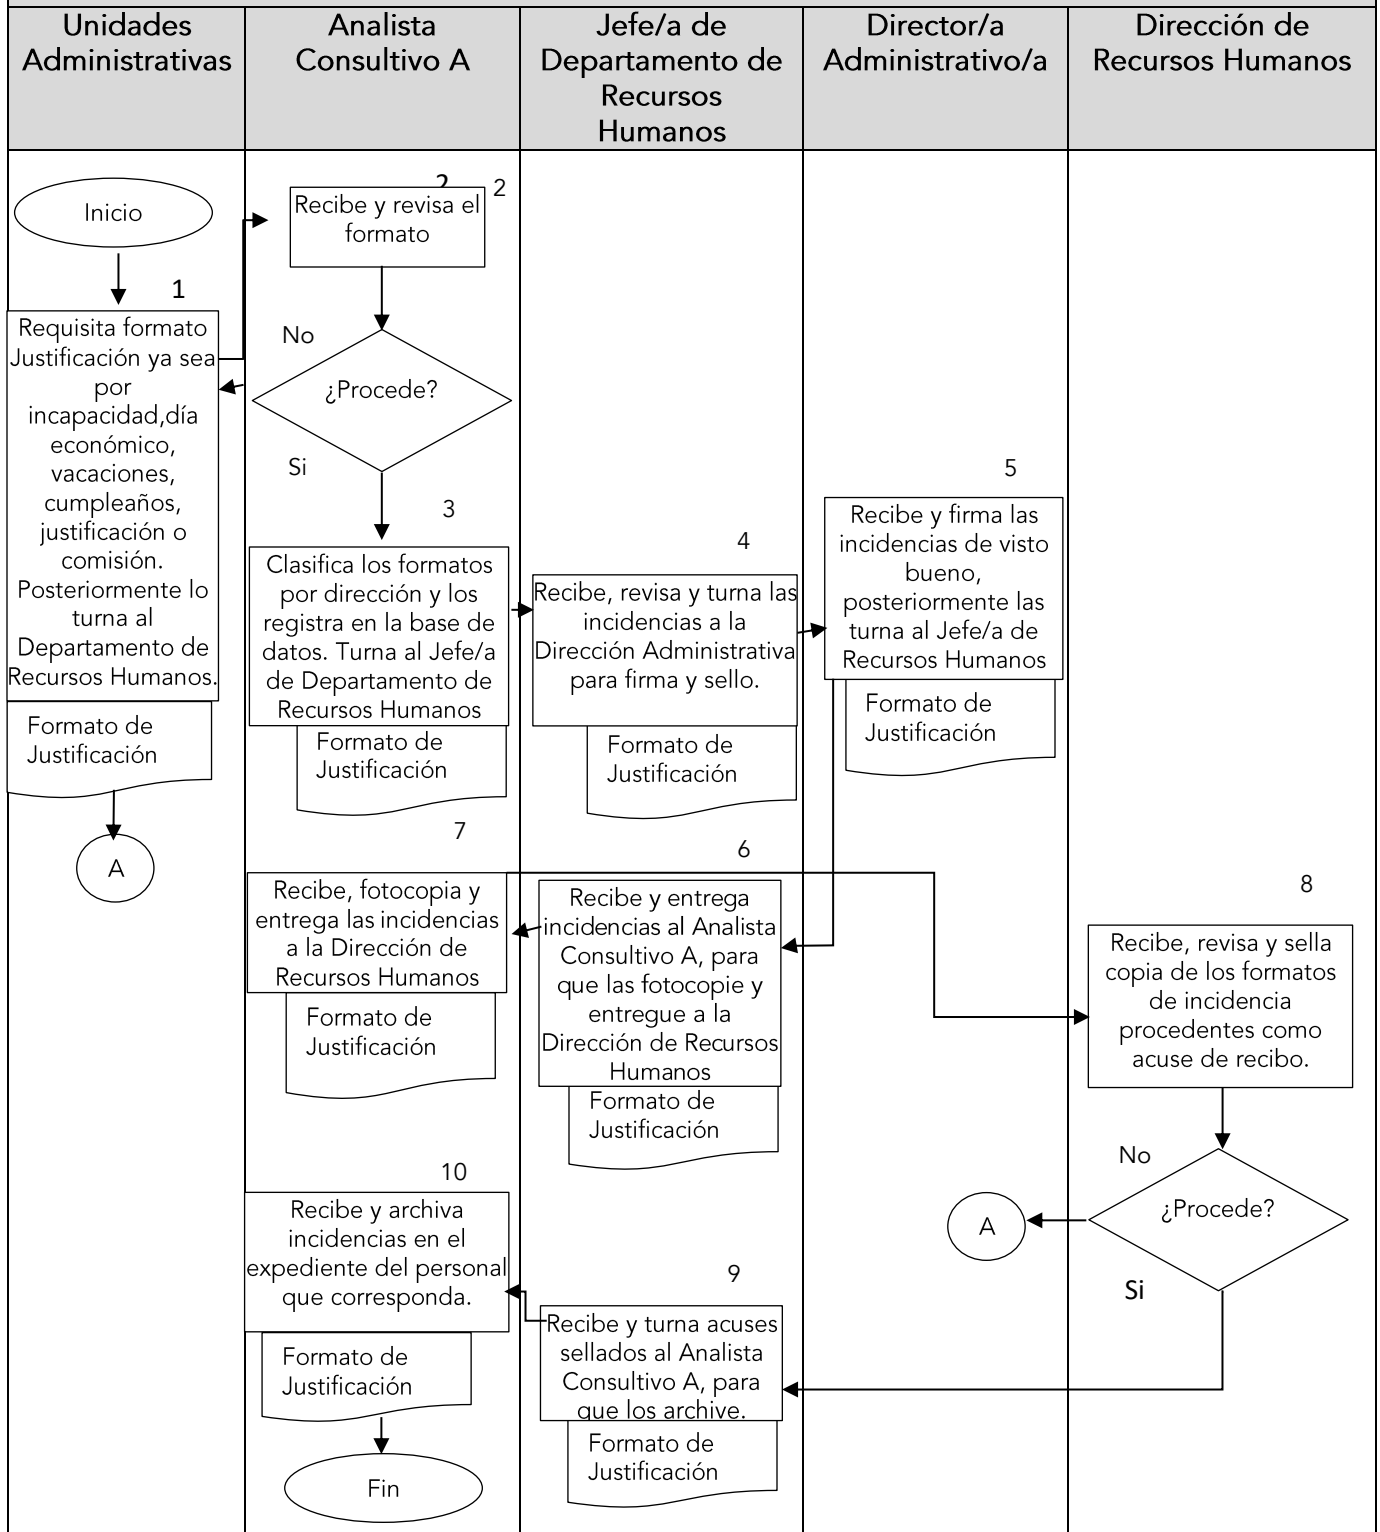 Unidades
Administrativas
Analista
Consultivo A
Jefe/a de
Departamento de
Recursos
Humanos
Director/a
Administrativo/a
Dirección de
Recursos Humanos
Inicio
1
Requisita formato
Justificación ya sea
por
incapacidad,día
económico,
vacaciones,
cumpleaños,
justificación o
comisión.
Posteriormente lo
turna al
Departamento de
Recursos Humanos.
Formato de
Justificación
A
2
2
Recibe y revisa el
formato
No
¿Procede?
Si
3
Clasifica los formatos
por dirección y los
registra en la base de
datos. Turna al Jefe/a
de Departamento de
Recursos Humanos
Formato de
Justificación
4
Recibe, revisa y turna las
incidencias a la
Dirección Administrativa
para firma y sello.
Formato de
Justificación
5
Recibe y firma las
incidencias de visto
bueno,
posteriormente las
turna al Jefe/a de
Recursos Humanos
Formato de
Justificación
6
Recibe y entrega
incidencias al Analista
Consultivo A, para
que las fotocopie y
entregue a la
Dirección de Recursos
Humanos
Formato de
Justificación
7
Recibe, fotocopia y
entrega las incidencias
a la Dirección de
Recursos Humanos
Formato de
Justificación
8
Recibe, revisa y sella
copia de los formatos
de incidencia
procedentes como
acuse de recibo.
No
¿Procede?
A
Si
9
Recibe y turna acuses
sellados al Analista
Consultivo A, para
que los archive.
Formato de
Justificación
10
Recibe y archiva
incidencias en el
expediente del personal
que corresponda.
Formato de
Justificación
Fin